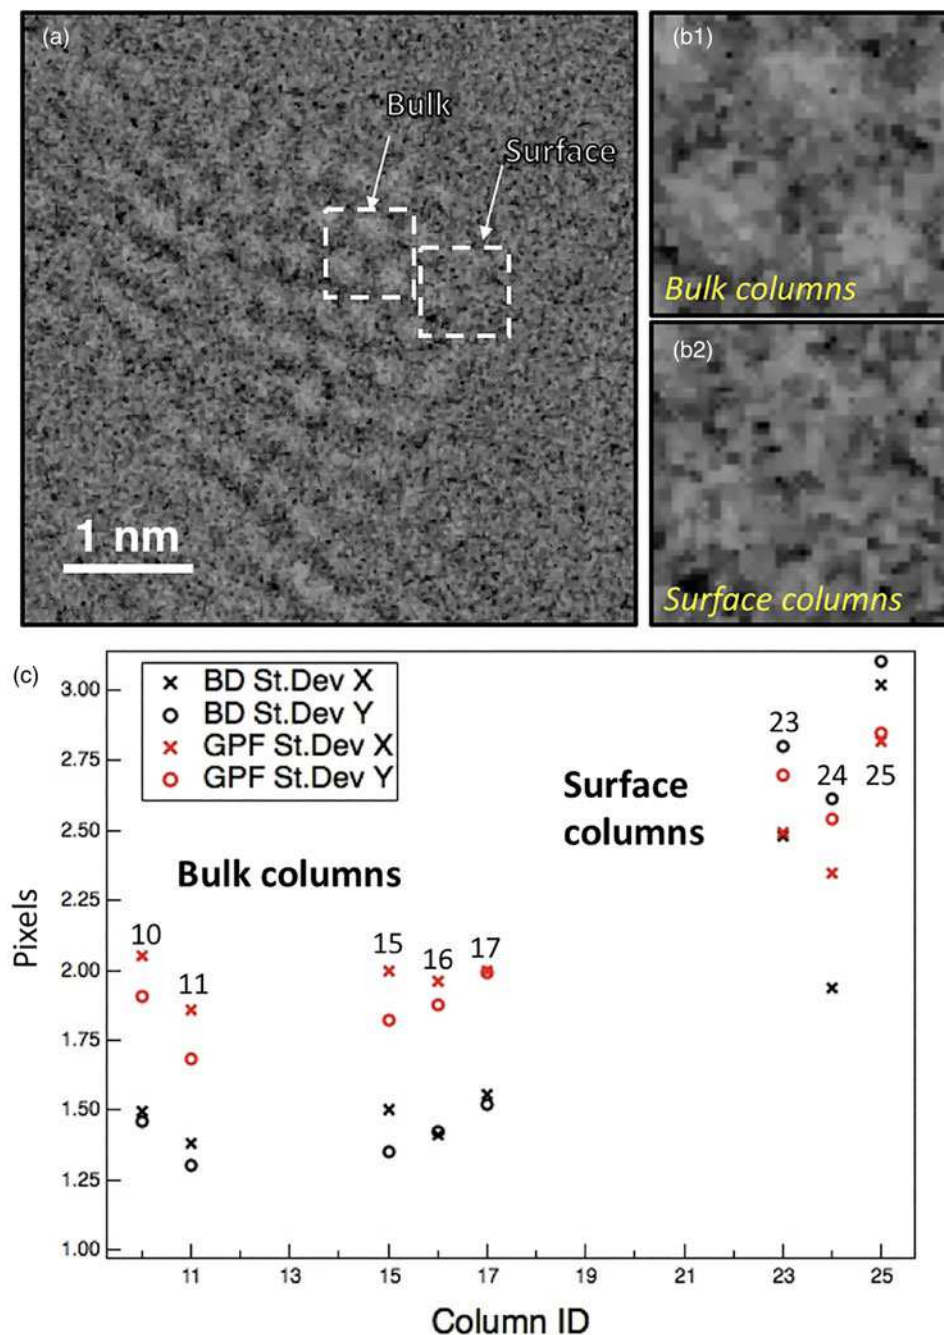 (a)
Bulk
Surface
1 nm
(b1)
Bulk columns
(b2)
Surface columns
(c)
BD St.Dev X
BD St.Dev Y
GPF St.Dev X
GPF St.Dev Y
Bulk columns
Surface
columns
10
11
15
16
17
23
24
25
3.00
2.75
2.50
2.25
2.00
1.75
1.50
1.25
1.00
Pixels
11
13
15
17
19
21
23
25
Column ID